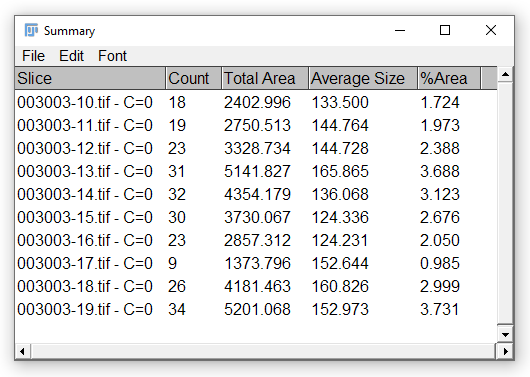 Summary
File Edit Font
Slice Count Total Area Average Size %Area
003003-10.tif - C=0 18 2402.996 133.500 1.724
003003-11.tif - C=0 19 2750.513 144.764 1.973
003003-12.tif - C=0 23 3328.734 144.728 2.388
003003-13.tif - C=0 31 5141.827 165.865 3.688
003003-14.tif - C=0 32 4354.179 136.068 3.123
003003-15.tif - C=0 30 3730.067 124.336 2.676
003003-16.tif - C=0 23 2857.312 124.231 2.050
003003-17.tif - C=0 9 1373.796 152.644 0.985
003003-18.tif - C=0 26 4181.463 160.826 2.999
003003-19.tif - C=0 34 5201.068 152.973 3.731